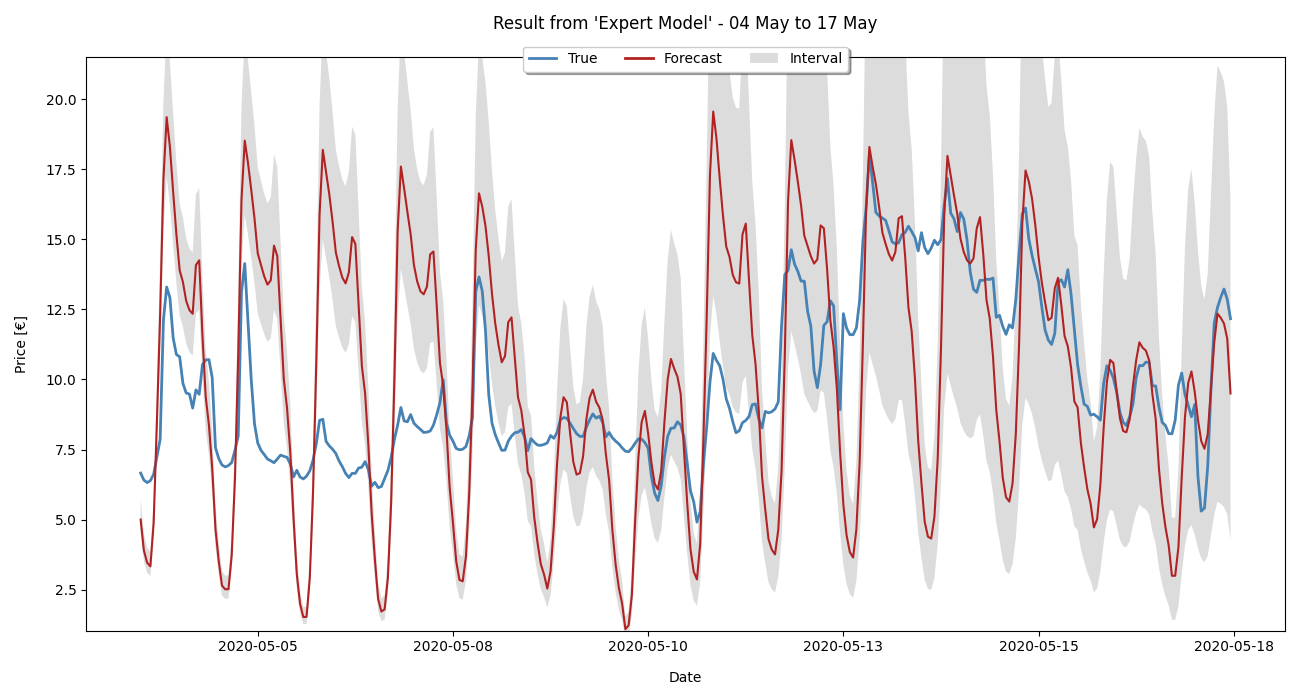 Result from 'Expert Model' - 04 May to 17 May
True Forecast Interval
20.0
17.5
15.0
12.5
10.0
7.5
5.0
2.5
Price [€]
2020-05-05 2020-05-08 2020-05-10 2020-05-13 2020-05-15 2020-05-18
Date